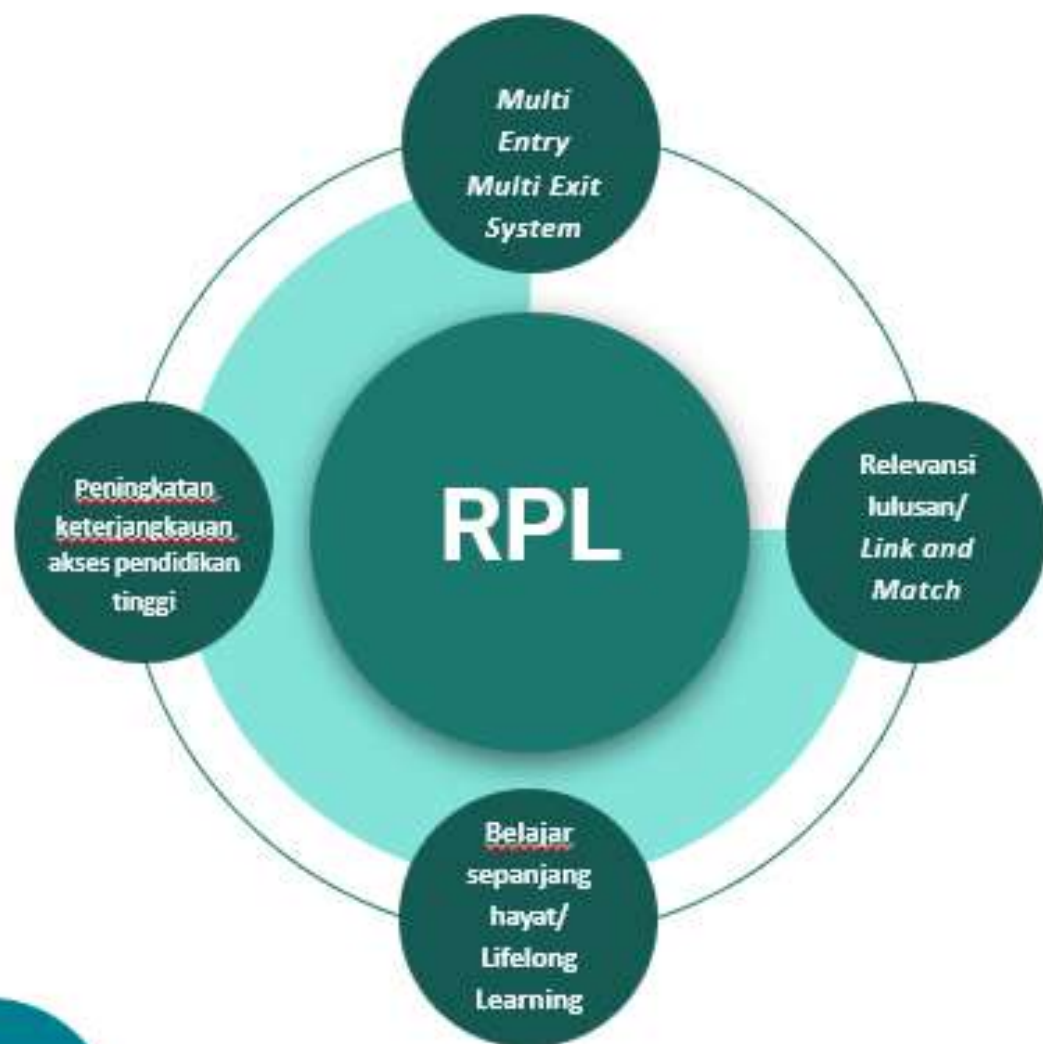 Multi
Entry
Multi Exit
System
Peningkatan
keterjangkauan
akses pendidikan
tinggi
RPL
Relevansi
lulusan/
Link and
Match
Belajar
sepanjang
hayat/
Lifelong
Learning